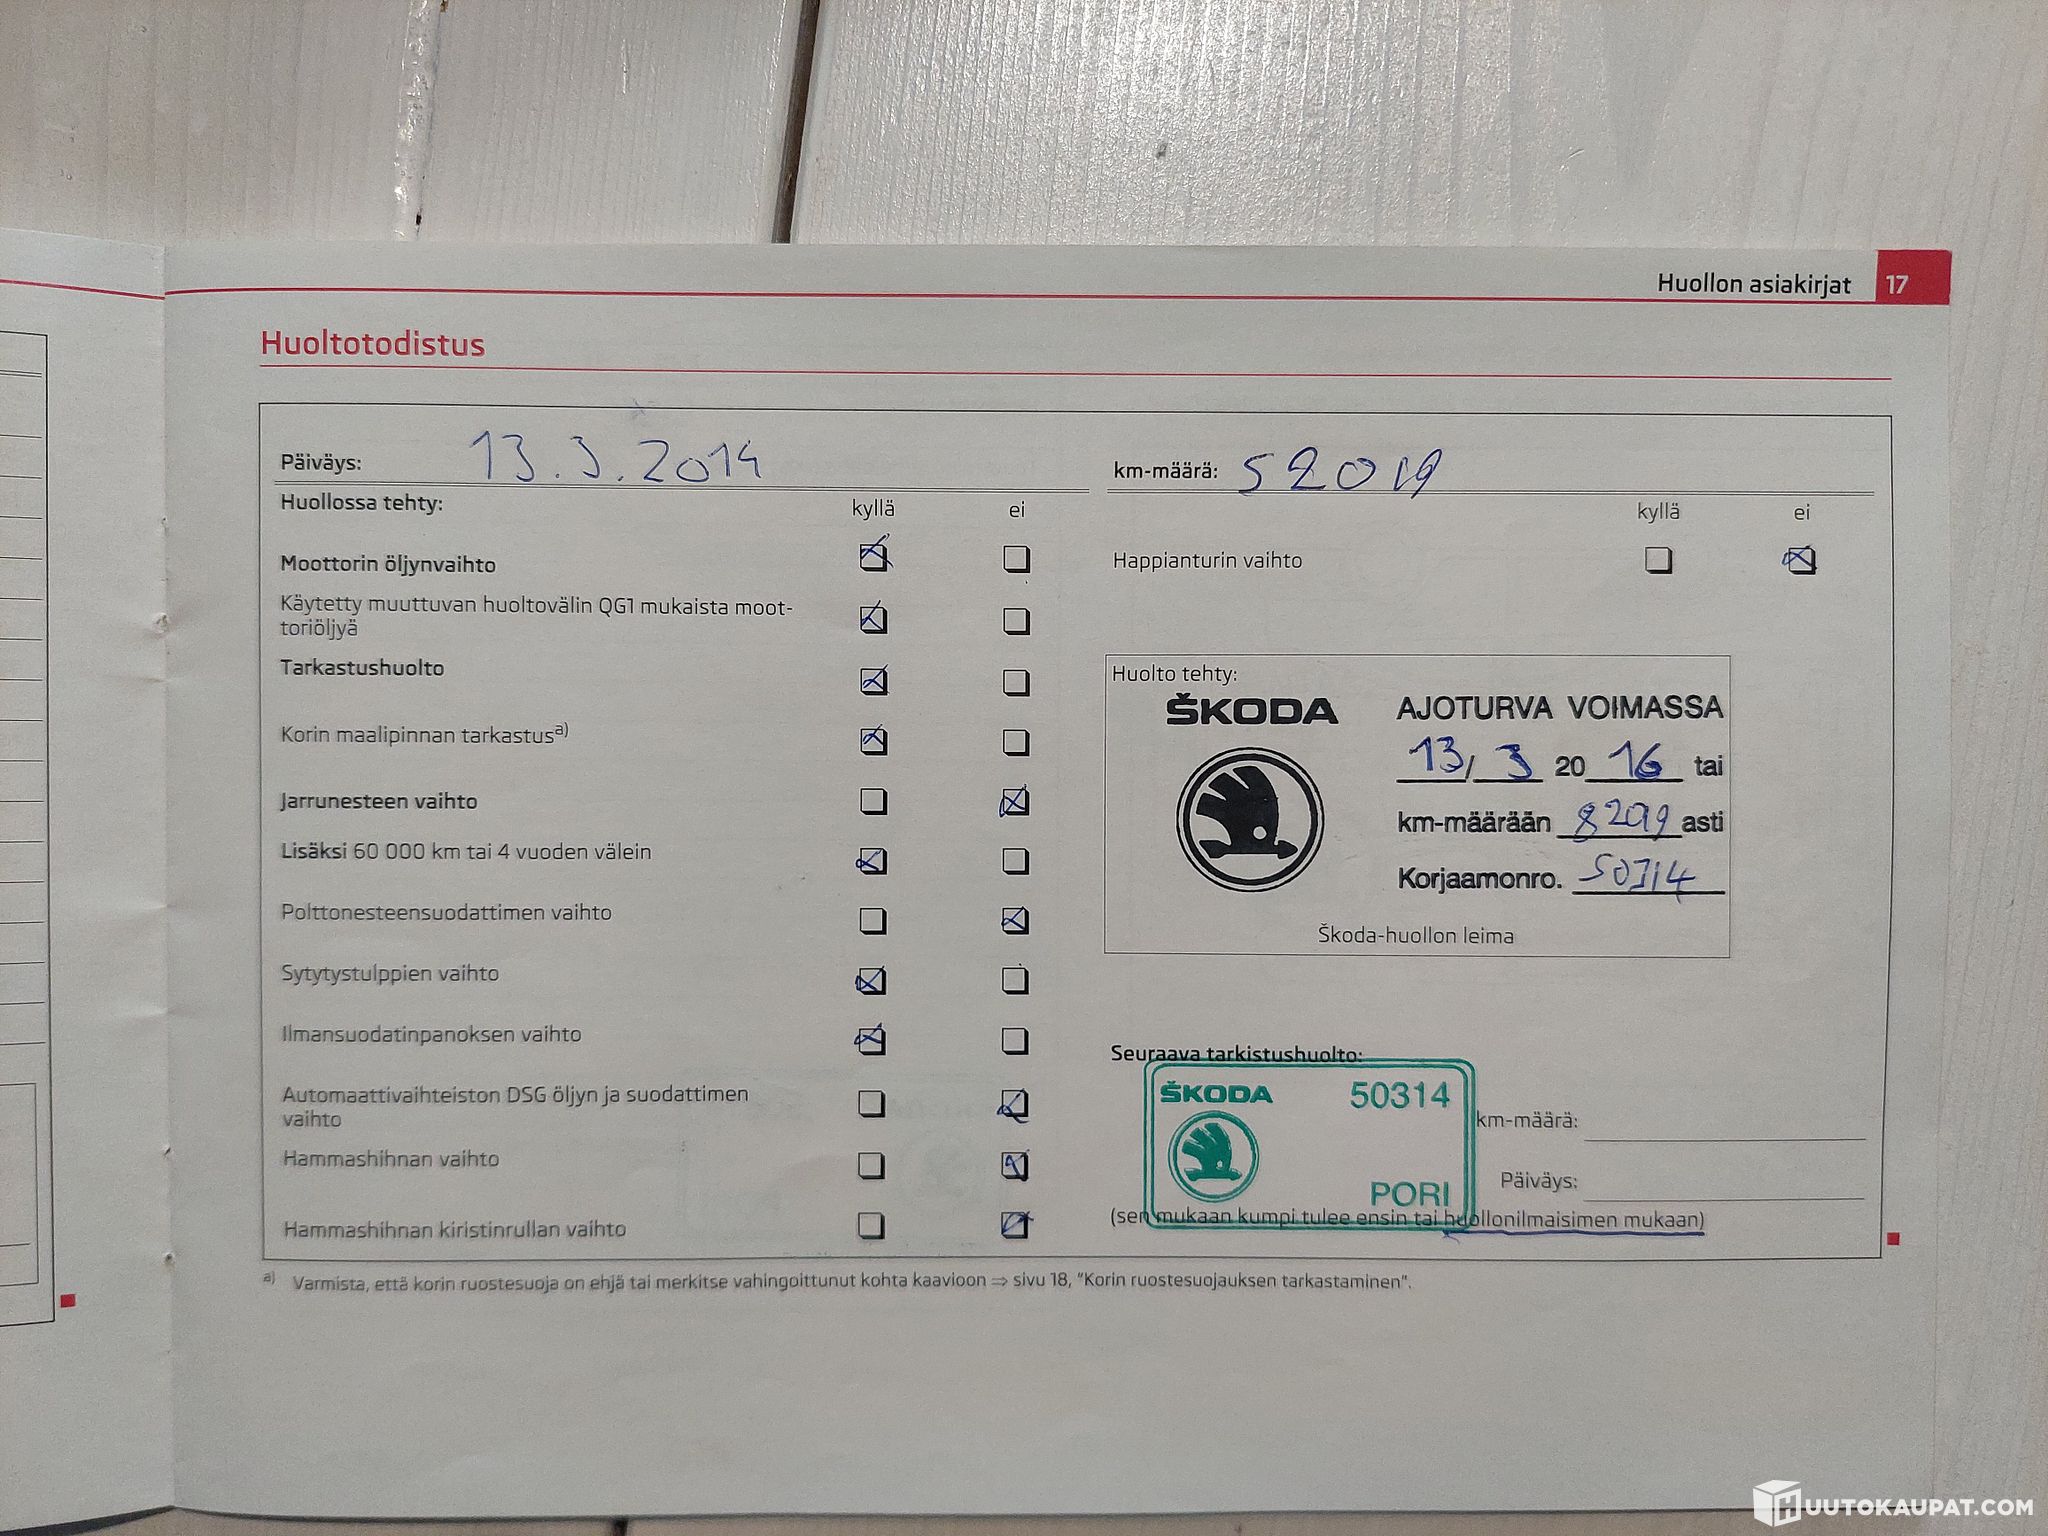 Huollon asiakirjat 17
Huoltotodistus
Päiväys: 13.3.2014
km-määrä: 52019
Huollossa tehty: kyllä ei
kyllä ei
Moottorin öljynvaihto
Happianturin vaihto
Käytetty muuttuvan huoltovälin QG1 mukaista moot-
toriöljyä
Tarkastushuolto
Korin maalipinnan tarkastus a)
Jarrunesteen vaihto
Lisäksi 60 000 km tai 4 vuoden välein
Polttonesteensuodattimen vaihto
Sytytystulppien vaihto
Ilmansuodatinpanoksen vaihto
Automaattivaihteiston DSG öljyn ja suodattimen
vaihto
Hammashihnan vaihto
Hammashihnan kiristinrullan vaihto
Huolto tehty:
ŠKODA
AJOTURVA VOIMASSA
13/3 2016 tai
km-määrään 82019 asti
Korjaamonro. 50314
Škoda-huollon leima
Seuraava tarkistushuolto:
ŠKODA 50314
PORI
km-määrä:
Päiväys:
(sen mukaan kumpi tulee ensin tai huollonilmaisimen mukaan)
a) Varmista, että korin ruostesuoja on ehjä tai merkitse vahingoittunut kohta kaavioon ⇒ sivu 18, "Korin ruostesuojauksen tarkastaminen".
HUUTOKAUPAT.COM